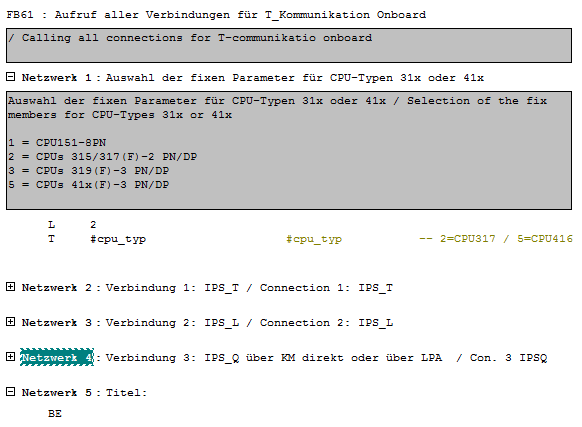 FB61 : Aufruf aller Verbindungen für T_Kommunikation Onboard
/ Calling all connections for T-communikatio onboard
Netzwerk 1 : Auswahl der fixen Parameter für CPU-Typen 31x oder 41x
Auswahl der fixen Parameter für CPU-Typen 31x oder 41x / Selection of the fix
members for CPU-Types 31x or 41x
1 = CPU151-8PN
2 = CPUs 315/317(F)-2 PN/DP
3 = CPUs 319(F)-3 PN/DP
5 = CPUs 41x(F)-3 PN/DP
L 2
T #cpu_typ #cpu_typ -- 2=CPU317 / 5=CPU416
Netzwerk 2 : Verbindung 1: IPS_T / Connection 1: IPS_T
Netzwerk 3 : Verbindung 2: IPS_L / Connection 2: IPS_L
Netzwerk 4 : Verbindung 3: IPS_Q über KM direkt oder über LPA / Con. 3 IPSQ
Netzwerk 5 : Titel:
BE